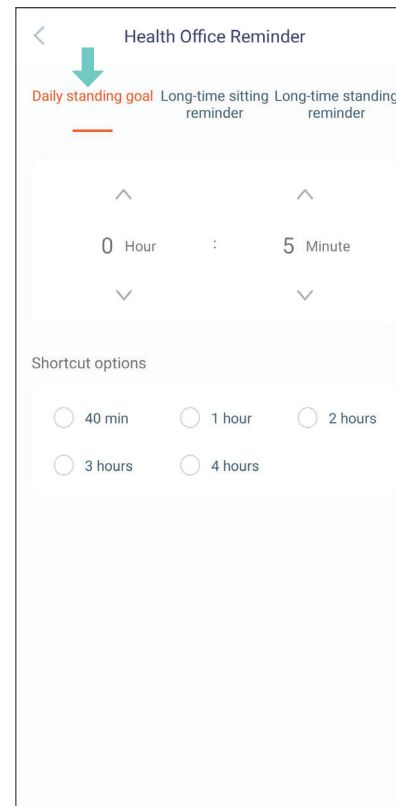 Health Office Reminder
Daily standing goal Long-time sitting Long-time standing
reminder reminder
0 Hour : 5 Minute
Shortcut options
40 min 1 hour 2 hours
3 hours 4 hours